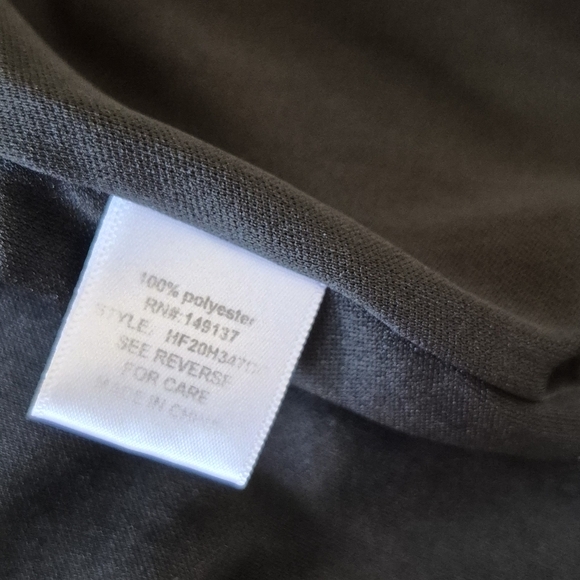 100% polyester
RN#:149137
STYLE:
SEE REVERSE
FOR CARE
MADE IN CHINA